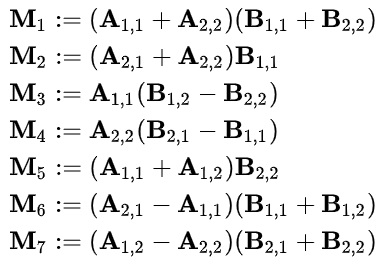 M₁ := (A₁,₁ + A₂,₂)(B₁,₁ + B₂,₂)
M₂ := (A₂,₁ + A₂,₂)B₁,₁
M₃ := A₁,₁(B₁,₂ − B₂,₂)
M₄ := A₂,₂(B₂,₁ − B₁,₁)
M₅ := (A₁,₁ + A₁,₂)B₂,₂
M₆ := (A₂,₁ − A₁,₁)(B₁,₁ + B₁,₂)
M₇ := (A₁,₂ − A₂,₂)(B₂,₁ + B₂,₂)